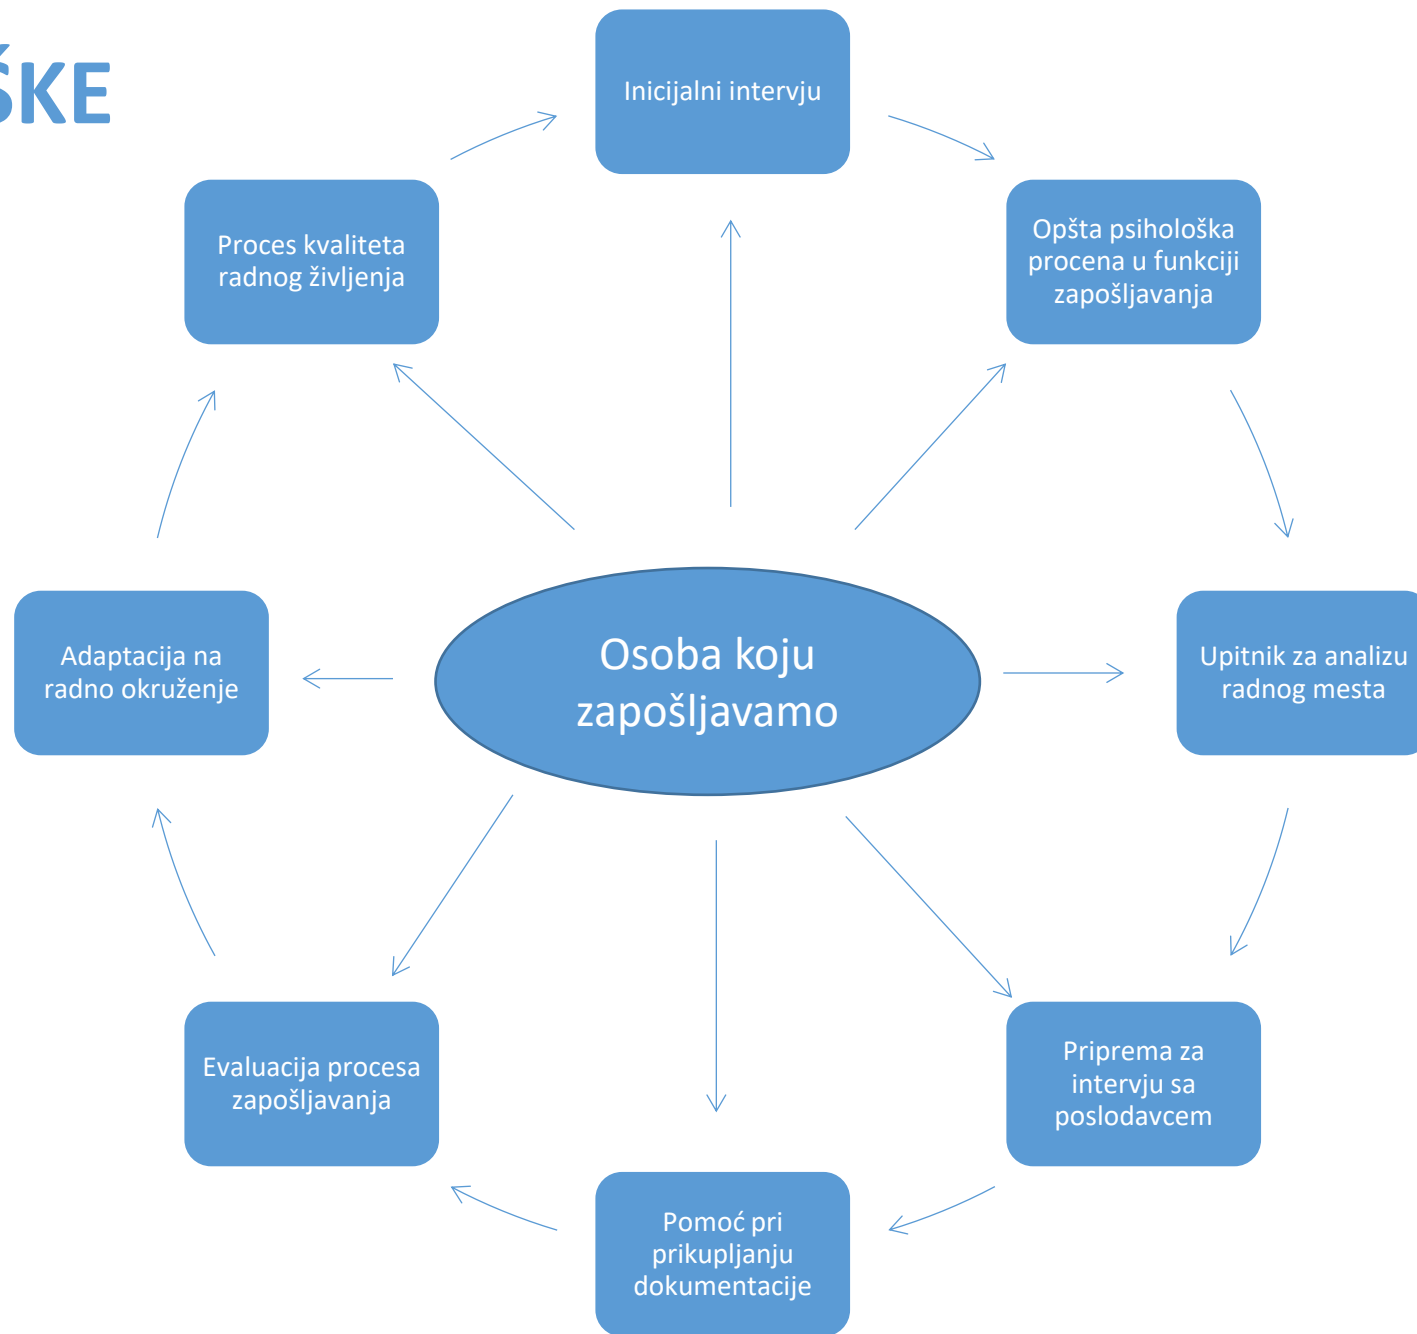 ŠKE
Inicijalni intervju
Opšta psihološka
procena u funkciji
zapošljavanja
Upitnik za analizu
radnog mesta
Priprema za
intervju sa
poslodavcem
Pomoć pri
prikupljanju
dokumentacije
Evaluacija procesa
zapošljavanja
Adaptacija na
radno okruženje
Proces kvaliteta
radnog življenja
Osoba koju
zapošljavamo